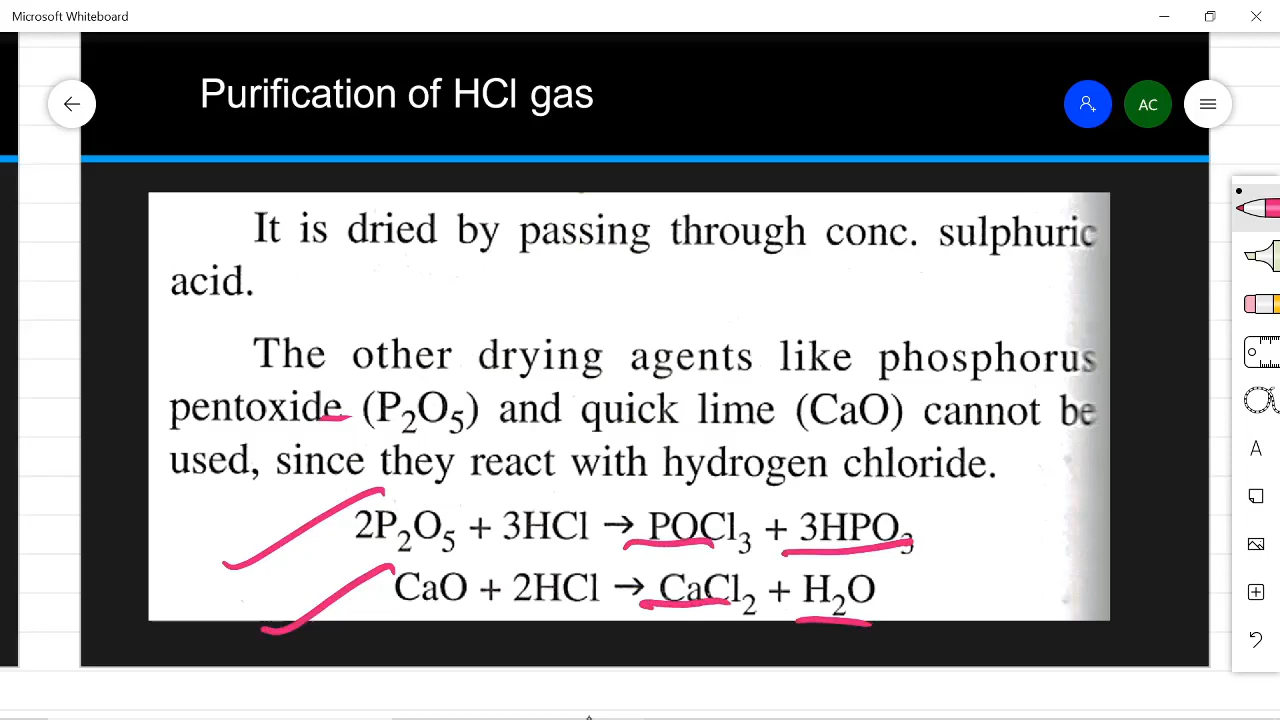 Microsoft Whiteboard
Purification of HCl gas
AC
It is dried by passing through conc. sulphuric
acid.
The other drying agents like phosphorus
pentoxide (P₂O₅) and quick lime (CaO) cannot be
used, since they react with hydrogen chloride.
2P₂O₅ + 3HCl → POCl₃ + 3HPO₃
CaO + 2HCl → CaCl₂ + H₂O
A